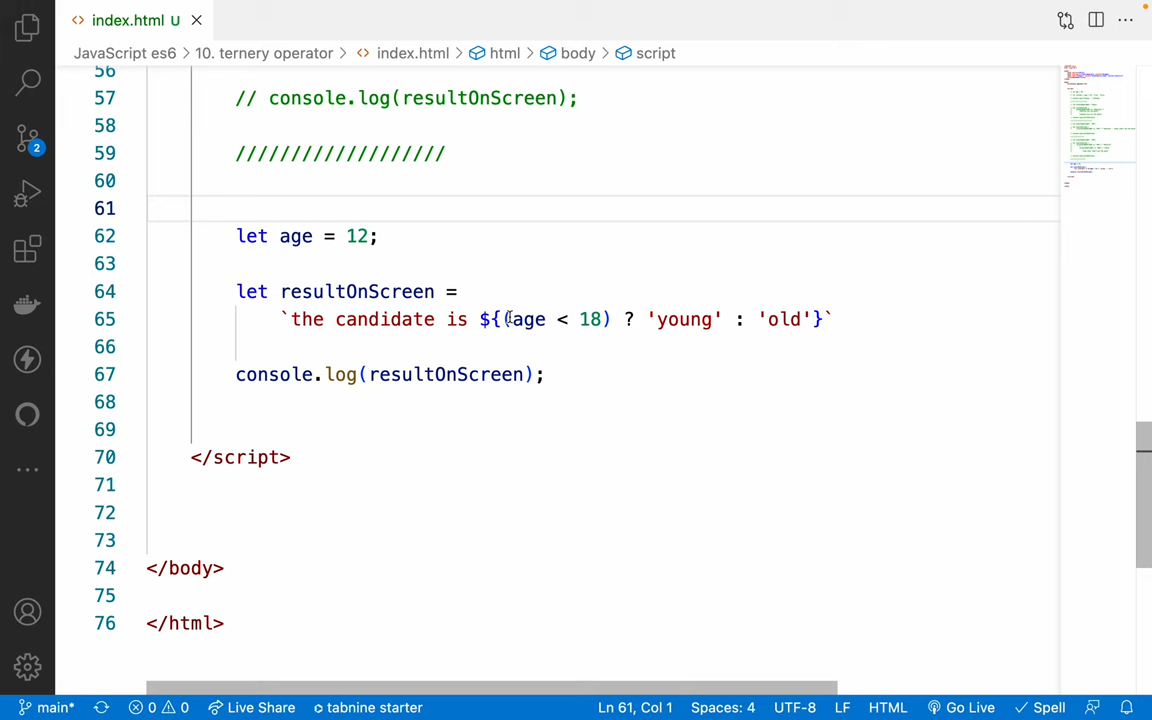 index.html U
JavaScript es6 > 10. ternery operator > index.html > html > body > script
56
57 // console.log(resultOnScreen);
58
59 ///////////////////
60
61
62 let age = 12;
63
64 let resultOnScreen =
65 `the candidate is ${(age < 18) ? 'young' : 'old'}`
66
67 console.log(resultOnScreen);
68
69
70 </script>
71
72
73
74 </body>
75
76 </html>
2
main* 0 0 Live Share tabnine starter Ln 61, Col 1 Spaces: 4 UTF-8 LF HTML Go Live Spell